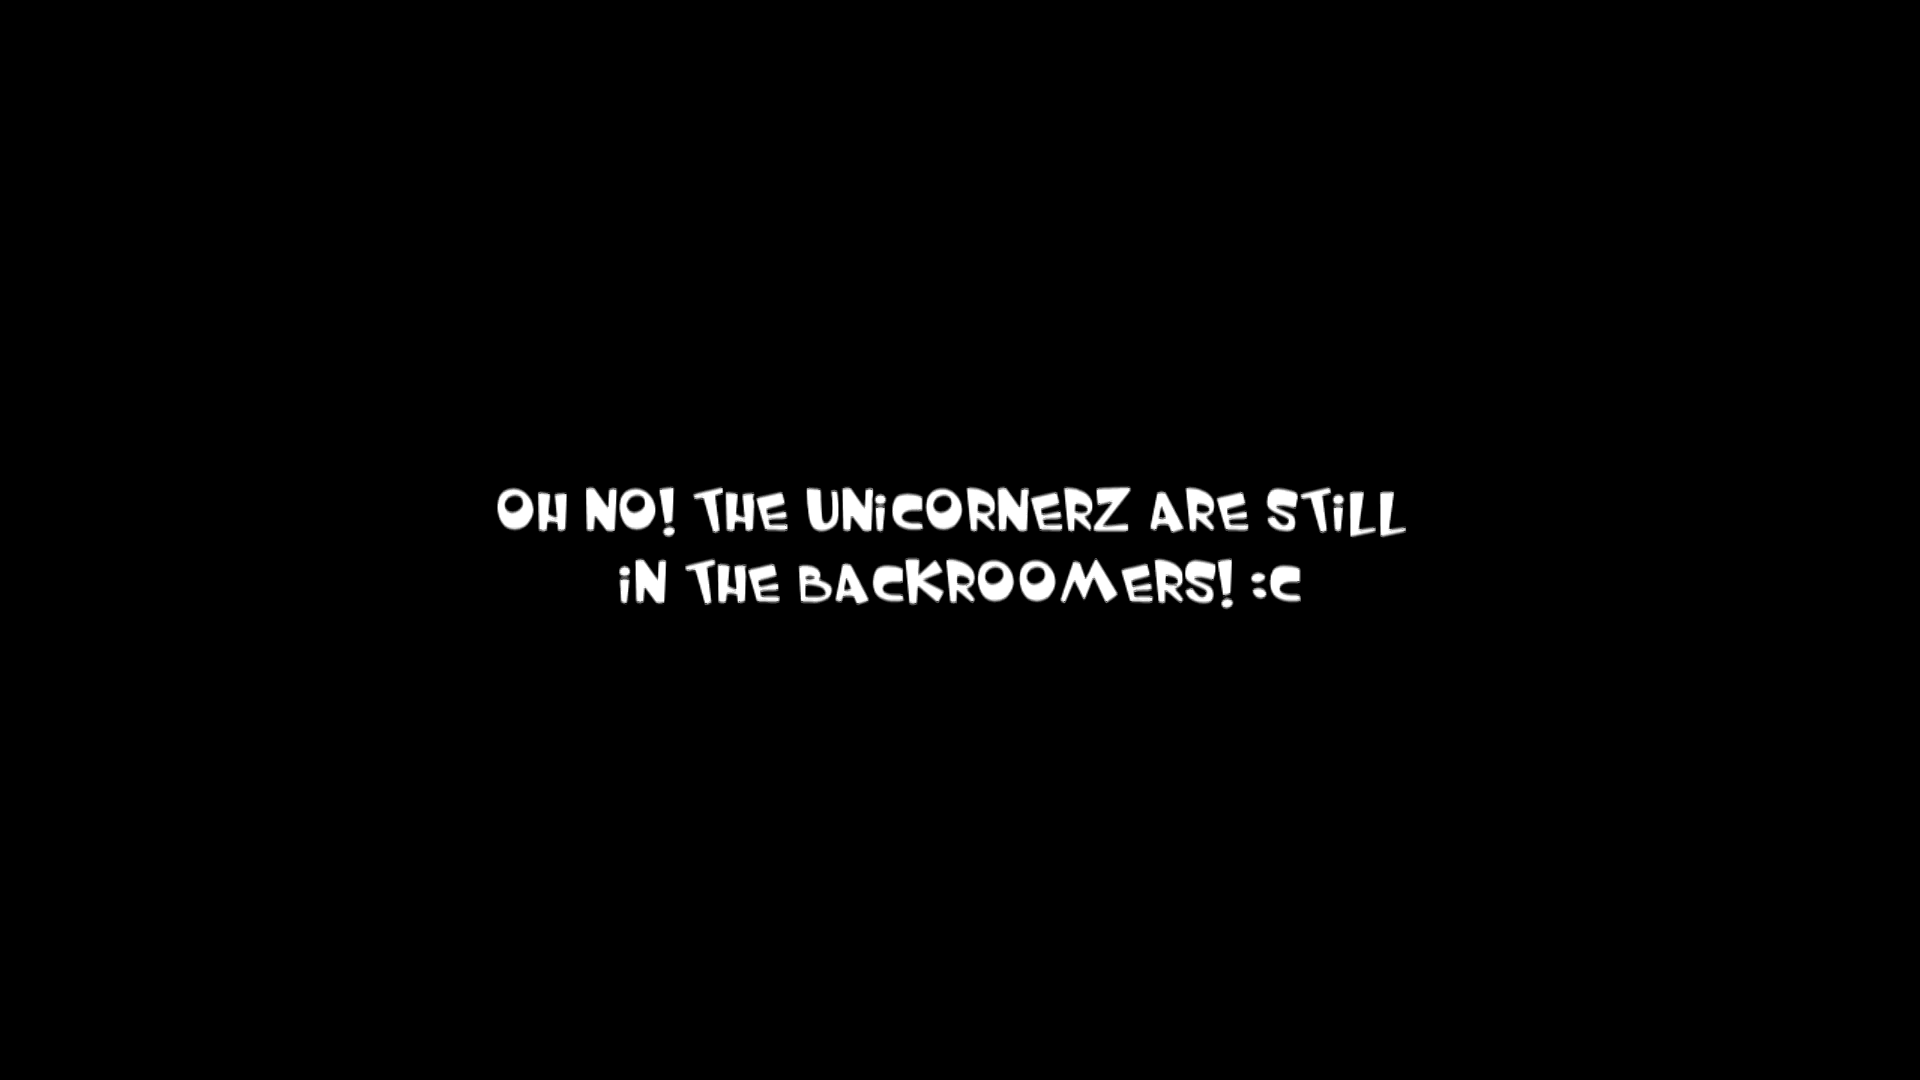 OH NO! THE UNiCORNERZ ARE STiLL
iN THE BACKROOMERS! :C